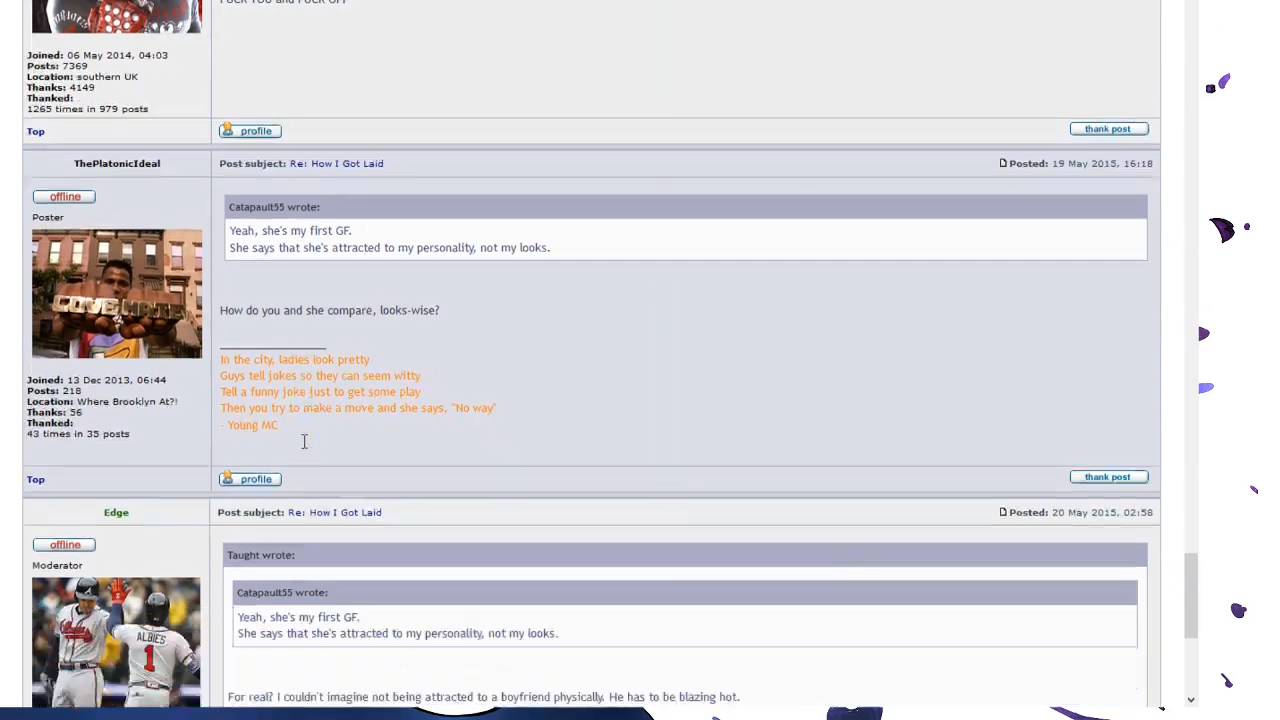 FUCK YOU and FUCK OFF
Joined: 06 May 2014, 04:03
Posts: 7369
Location: southern UK
Thanks: 4149
Thanked:
1265 times in 979 posts
Top
profile
thank post
ThePlatonicIdeal
Post subject: Re: How I Got Laid
Posted: 19 May 2015, 16:18
offline
Poster
LOVE HATE
Joined: 13 Dec 2013, 06:44
Posts: 218
Location: Where Brooklyn At?!
Thanks: 56
Thanked:
43 times in 35 posts
Catapault55 wrote:
Yeah, she's my first GF.
She says that she's attracted to my personality, not my looks.
How do you and she compare, looks-wise?
In the city, ladies look pretty
Guys tell jokes so they can seem witty
Tell a funny joke just to get some play
Then you try to make a move and she says, "No way"
- Young MC
Top
profile
thank post
Edge
Post subject: Re: How I Got Laid
Posted: 20 May 2015, 02:58
offline
Moderator
ALBIES
1
Taught wrote:
Catapault55 wrote:
Yeah, she's my first GF.
She says that she's attracted to my personality, not my looks.
For real? I couldn't imagine not being attracted to a boyfriend physically. He has to be blazing hot.